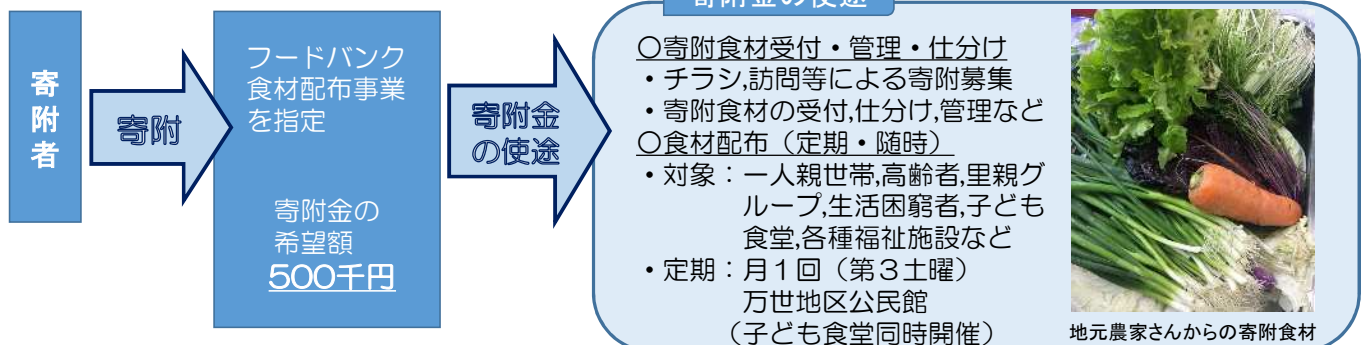 寄附者
寄附
フードバンク
食材配布事業
を指定
寄附金の
希望額
500千円
寄附金
の使途
寄附金の使途
〇寄附食材受付・管理・仕分け
・チラシ,訪問等による寄附募集
・寄附食材の受付,仕分け,管理など
〇食材配布（定期・随時）
・対象：一人親世帯,高齢者,里親グ
ループ,生活困窮者,子ども
食堂,各種福祉施設など
・定期：月１回（第３土曜）
万世地区公民館
（子ども食堂同時開催）
地元農家さんからの寄附食材